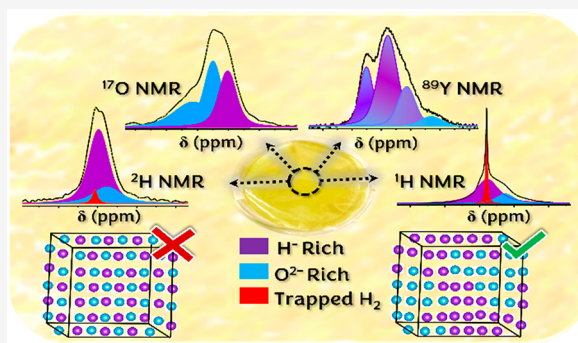 ¹⁷O NMR
⁸⁹Y NMR
δ (ppm)
δ (ppm)
²H NMR
¹H NMR
δ (ppm)
δ (ppm)
H⁻ Rich
O²⁻ Rich
Trapped H₂